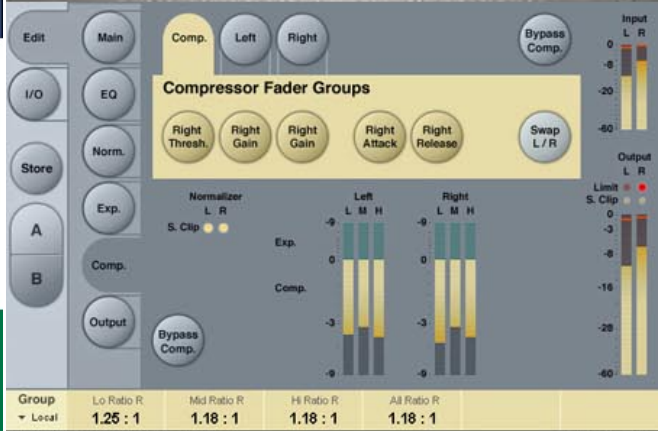 Edit
I/O
Store
A
B
Main
EQ
Norm.
Exp.
Comp.
Output
Comp.
Left
Right
Bypass
Comp.
Compressor Fader Groups
Right
Thresh.
Right
Gain
Right
Gain
Right
Attack
Right
Release
Swap
L / R
Normalizer
L R
S. Clip
Exp.
Comp.
Left
L M H
-9
0
-3
-9
Right
L M H
-9
0
-3
-9
Bypass
Comp.
Input
L R
0
-8
-20
-60
Output
L R
Limit
S. Clip
0
-3
-8
-16
-28
-60
Group
Local
Lo Ratio R
1.25 : 1
Mid Ratio R
1.18 : 1
Hi Ratio R
1.18 : 1
All Ratio R
1.18 : 1